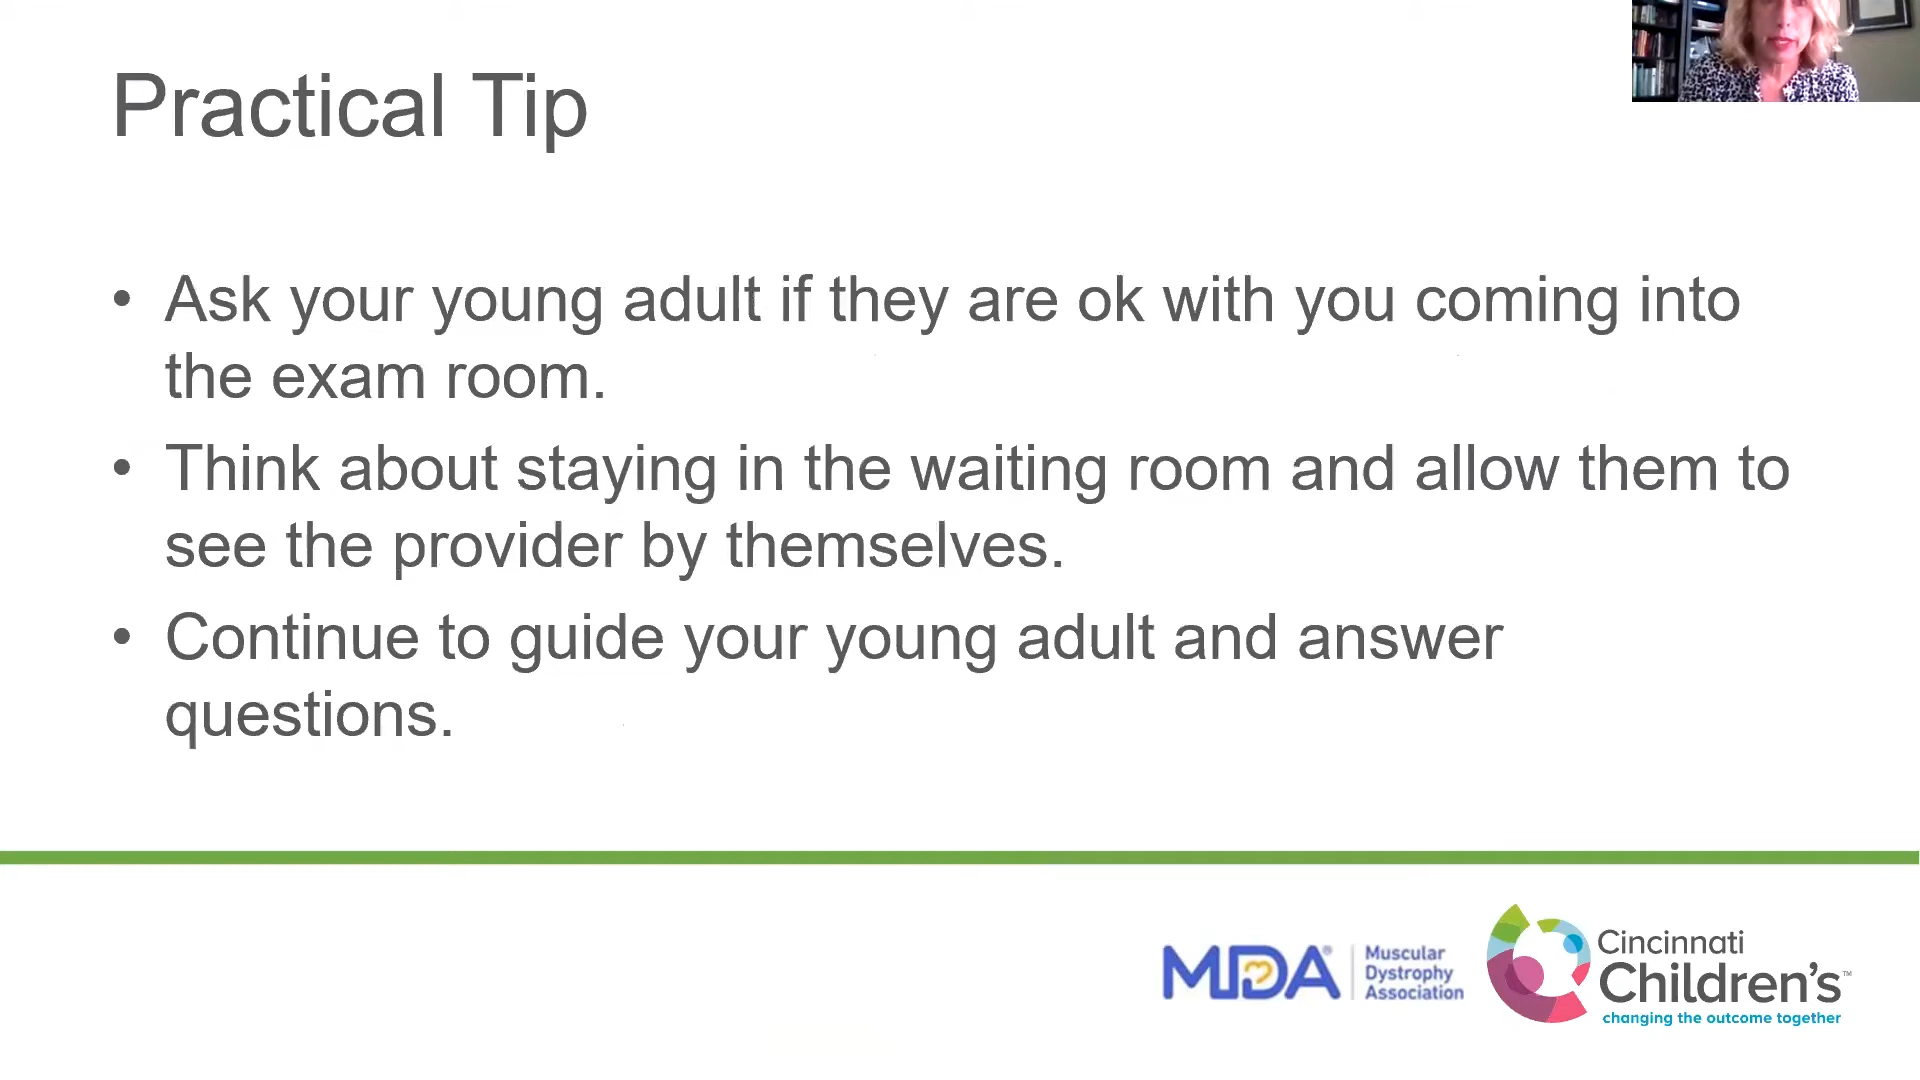 Practical Tip
• Ask your young adult if they are ok with you coming into
the exam room.
• Think about staying in the waiting room and allow them to
see the provider by themselves.
• Continue to guide your young adult and answer
questions.
MDA®
Muscular
Dystrophy
Association
Cincinnati
Children's™
changing the outcome together